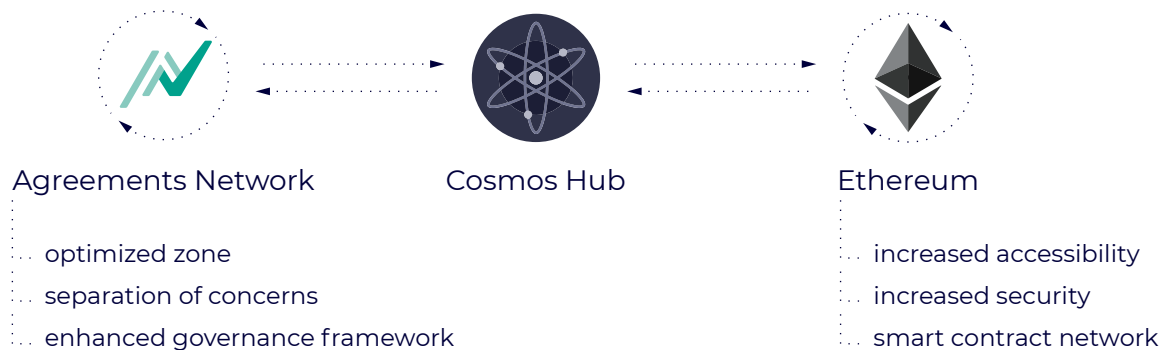 Agreements Network
Cosmos Hub
Ethereum
optimized zone
separation of concerns
enhanced governance framework
increased accessibility
increased security
smart contract network